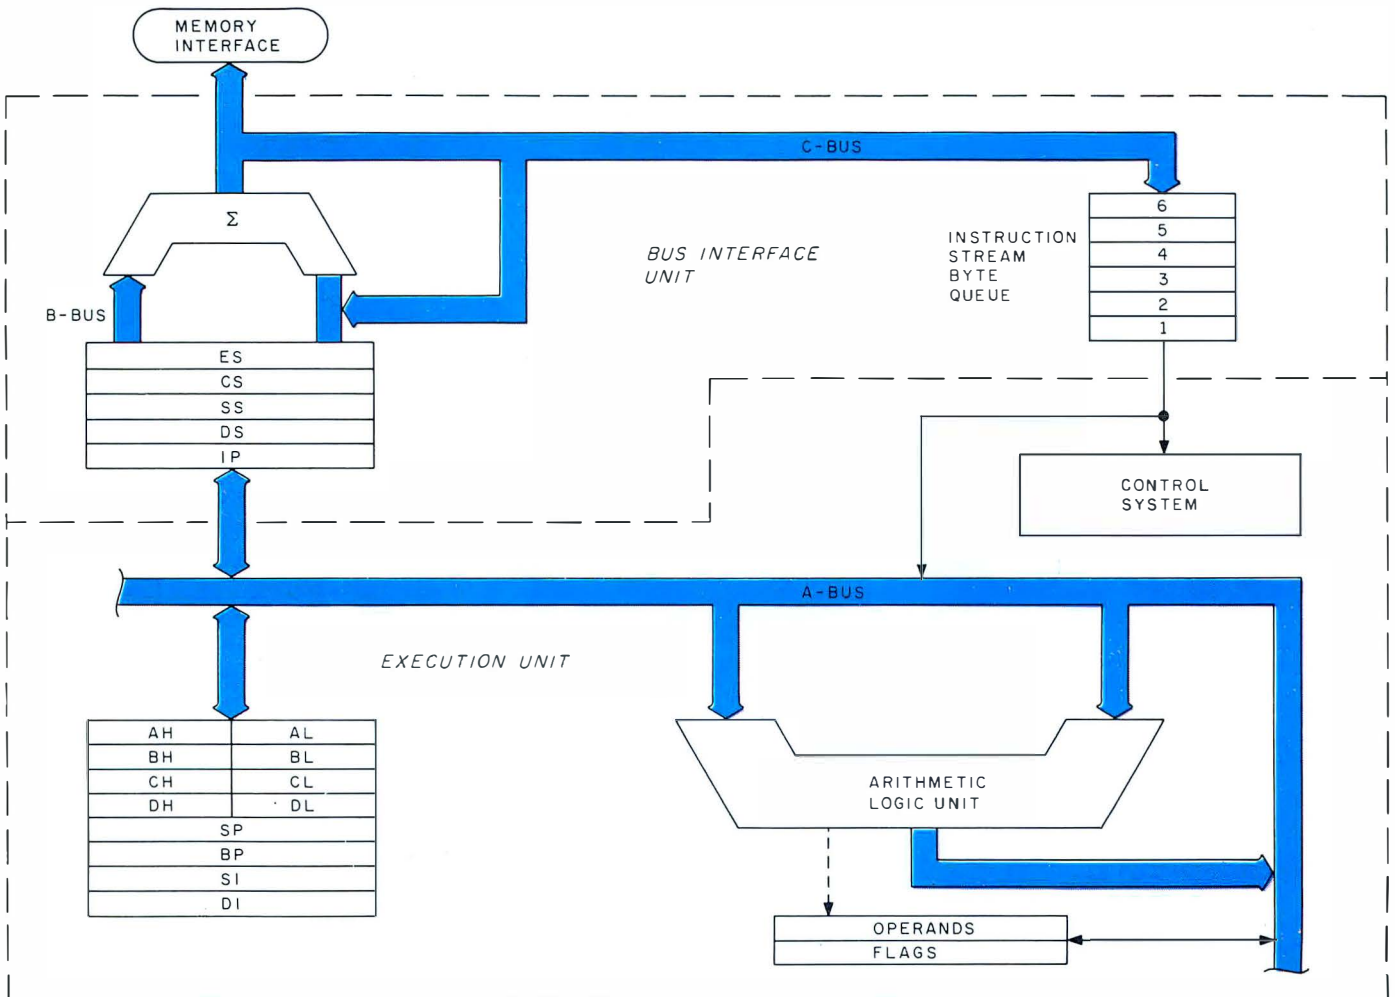 MEMORY
INTERFACE
C-BUS
Σ
6
5
4
3
2
1
INSTRUCTION
STREAM
BYTE
QUEUE
BUS INTERFACE
UNIT
B-BUS
ES
CS
SS
DS
IP
CONTROL
SYSTEM
A-BUS
EXECUTION UNIT
AH AL
BH BL
CH CL
DH DL
SP
BP
SI
DI
ARITHMETIC
LOGIC UNIT
OPERANDS
FLAGS